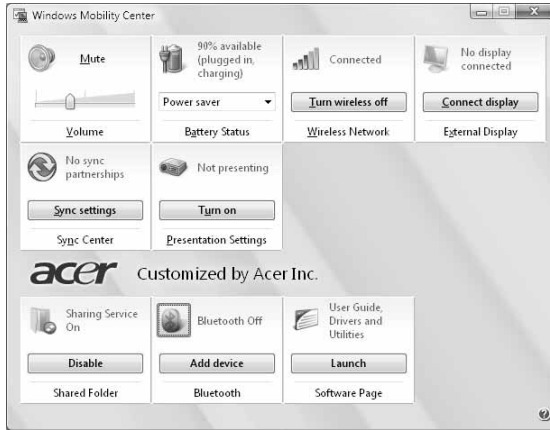 Windows Mobility Center
Mute
Volume
90% available
(plugged in,
charging)
Power saver
Battery Status
Connected
Turn wireless off
Wireless Network
No display
connected
Connect display
External Display
No sync
partnerships
Sync settings
Sync Center
Not presenting
Turn on
Presentation Settings
acer Customized by Acer Inc.
Sharing Service
On
Disable
Shared Folder
Bluetooth Off
Add device
Bluetooth
User Guide,
Drivers and
Utilities
Launch
Software Page